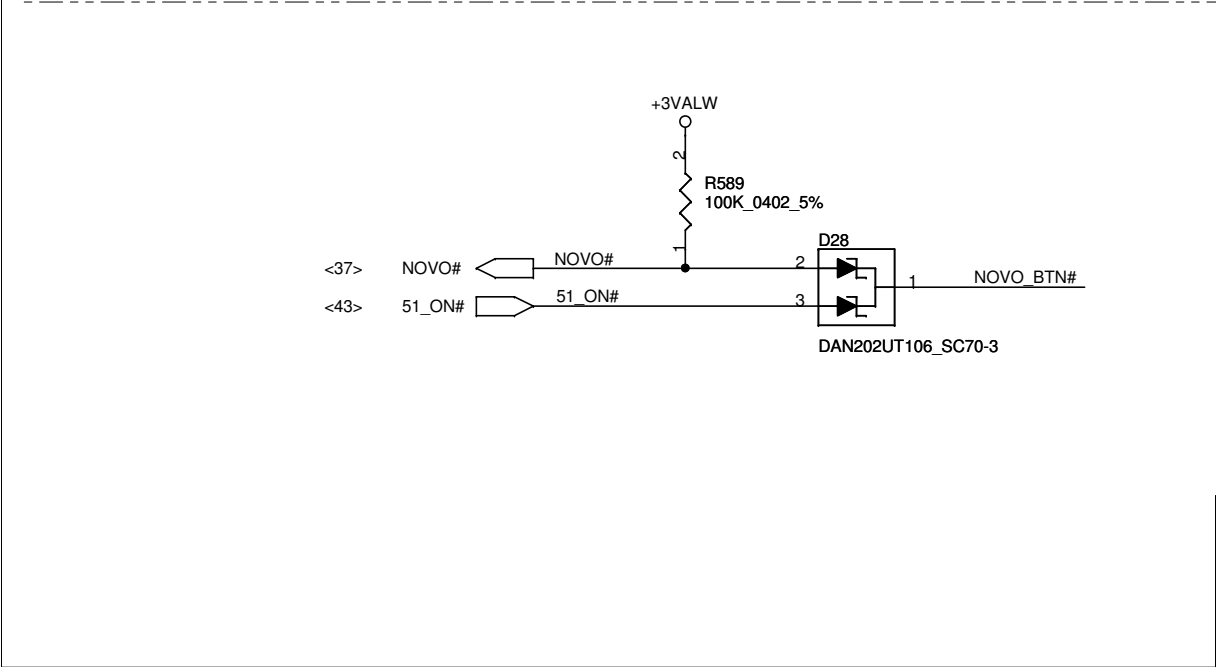 +3VALW
2
R589
100K_0402_5%
1
D28
<37> NOVO# NOVO# 2
1 NOVO_BTN#
<43> 51_ON# 51_ON# 3
DAN202UT106_SC70-3